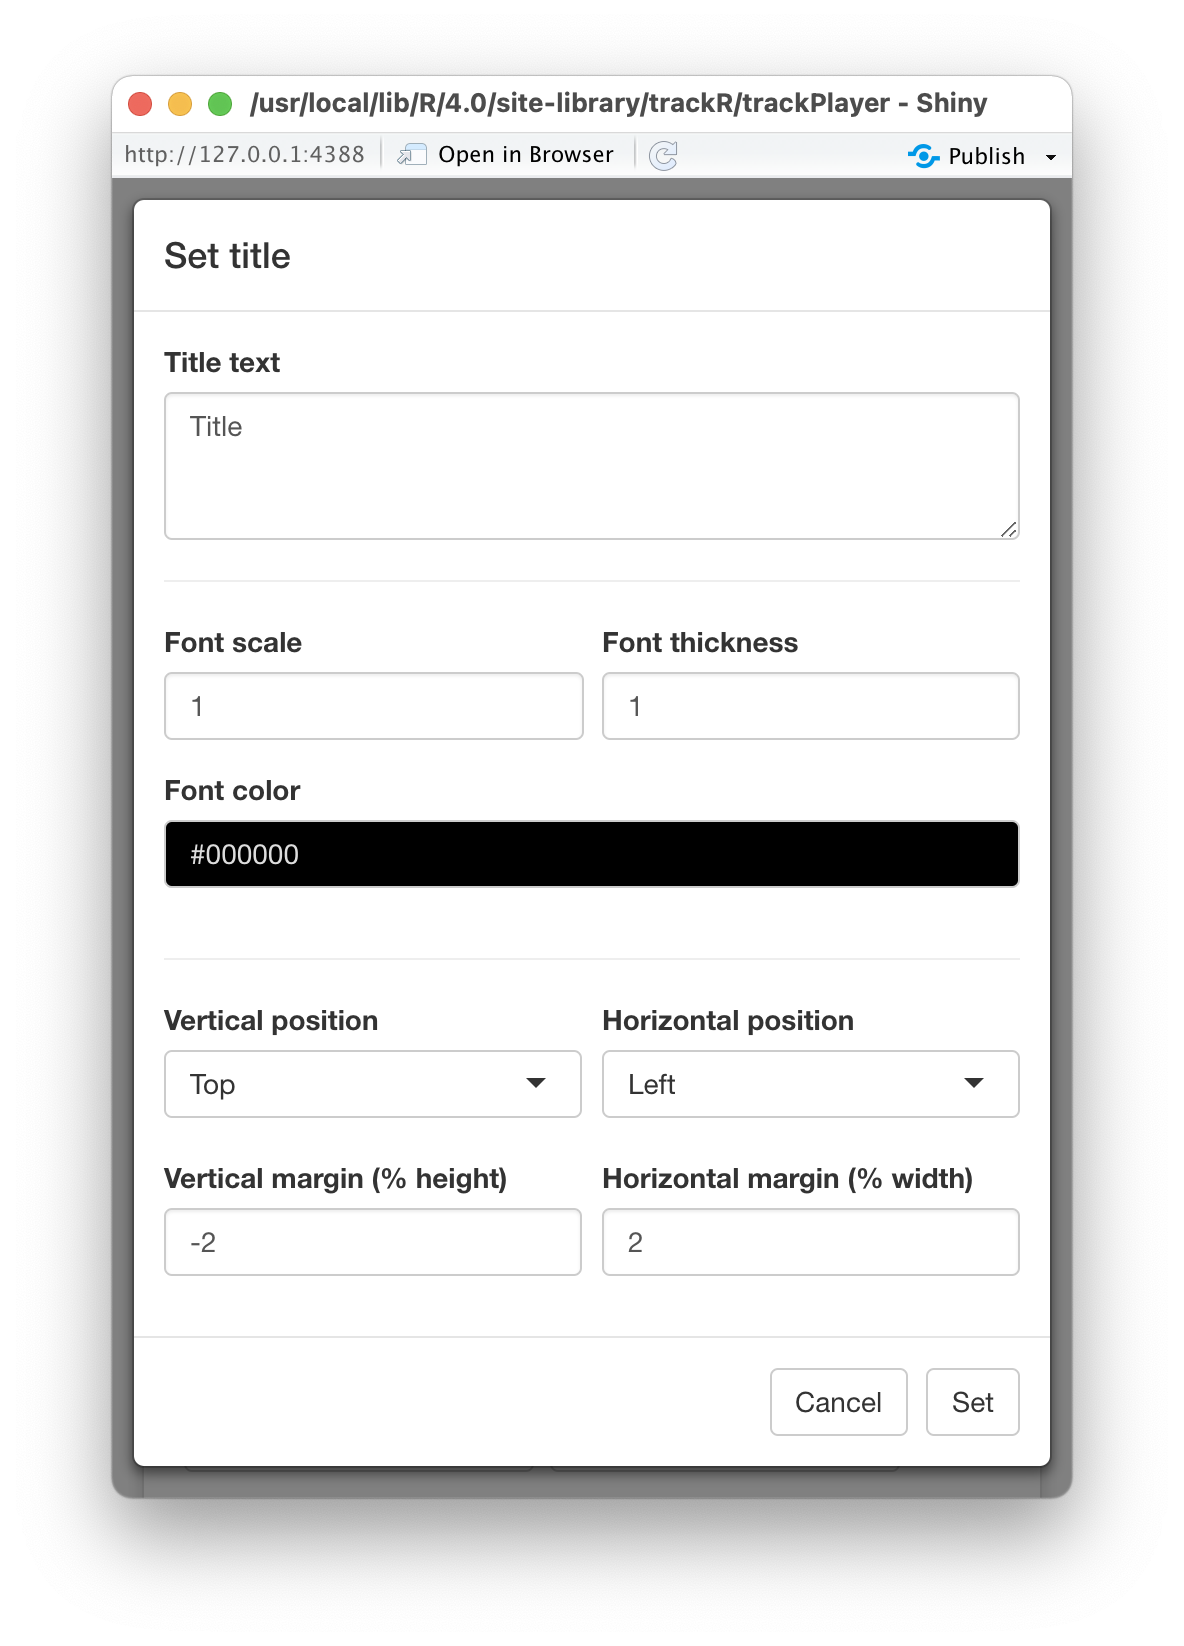 /usr/local/lib/R/4.0/site-library/trackR/trackPlayer - Shiny
http://127.0.0.1:4388 Open in Browser Publish
Set title
Title text
Title
Font scale Font thickness
1 1
Font color
#000000
Vertical position Horizontal position
Top Left
Vertical margin (% height) Horizontal margin (% width)
-2 2
Cancel Set